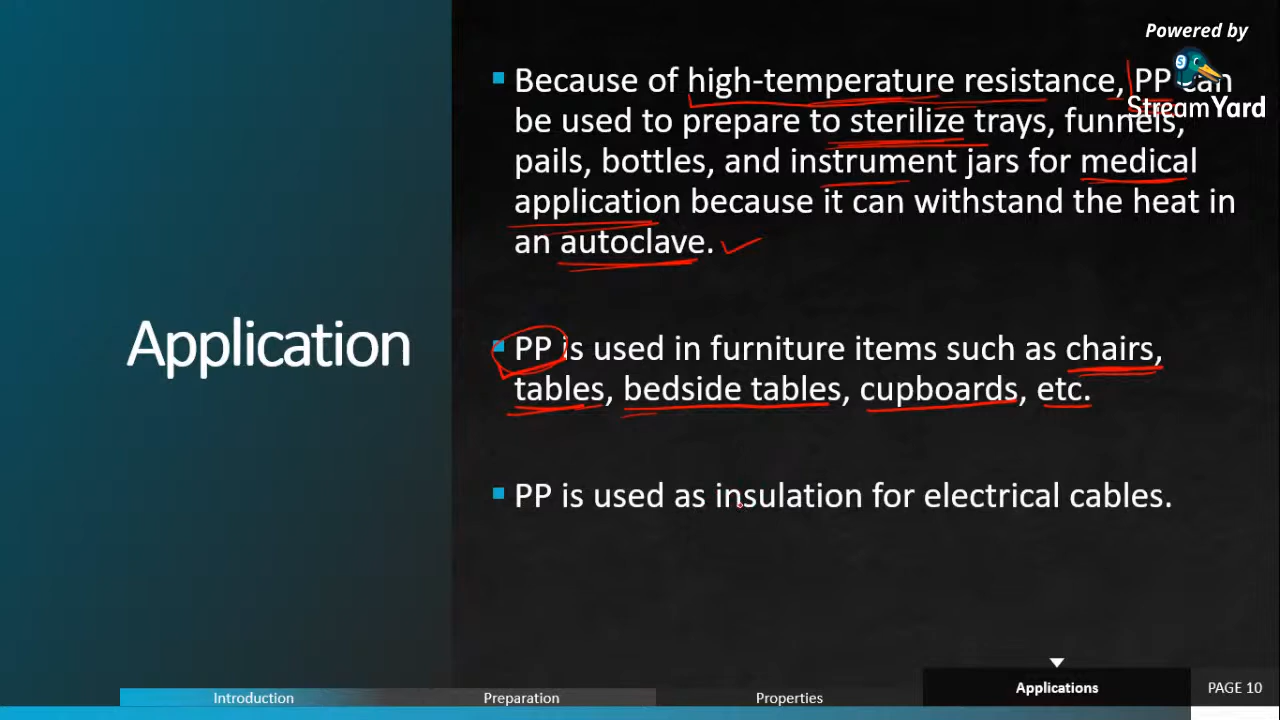 Powered by
StreamYard
Because of high-temperature resistance, PP can
be used to prepare to sterilize trays, funnels,
pails, bottles, and instrument jars for medical
application because it can withstand the heat in
an autoclave.
Application
PP is used in furniture items such as chairs,
tables, bedside tables, cupboards, etc.
PP is used as insulation for electrical cables.
Introduction
Preparation
Properties
Applications
PAGE 10